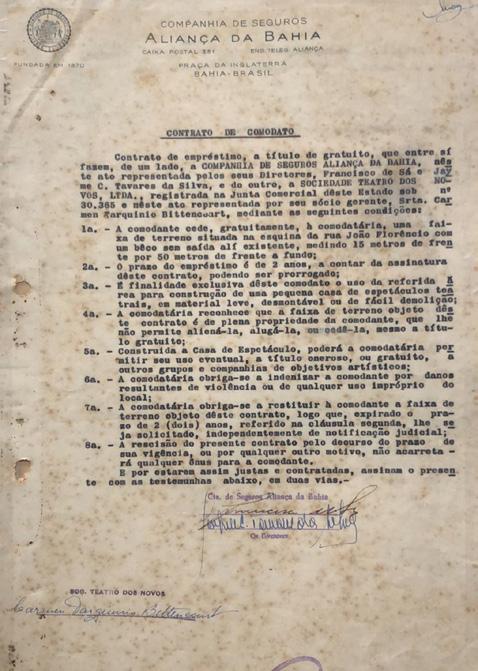 COMPANHIA DE SEGUROS
ALIANÇA DA BAHIA
CAIXA POSTAL 351 END. TELEG. ALIANÇA
FUNDADA EM 1870
PRAÇA DA INGLATERRA
BAHIA-BRASIL
CONTRATO DE COMODATO
Contrato de empréstimo, a título de gratuito, que entre sí
fazem, de um lado, a COMPANHIA DE SEGUROS ALIANÇA DA BAHIA, nês
te ato representada pelos seus Diretores, Francisco de Sá e Jay
me C. Tavares da Silva, e do outro, a SOCIEDADE TEATRO DOS NO-
VOS, LTDA., registrada na Junta Comercial dêste Estado sob nº
30.385 e nêste ato representada por seu sócio gerente, Srta. Car
men Tarquinio Bittencourt, mediante as seguintes condições:
1a. - A comodante cede, gratuitamente, à comodatária, uma fai-
xa de terreno situada na esquina da rua João Florêncio com
um bêco sem saída alí existente, medindo 15 metros de fren
te por 50 metros de frente a fundo;
2a. - O prazo do empréstimo é de 2 anos, a contar da assinatura
dêste contrato, podendo ser prorrogado;
3a. - É finalidade exclusiva dêste comodato o uso da referida á
rea para construção de uma pequena casa de espetáculos tea
trais, em material leve, desmontável ou de fácil demolição;
4a. - A comodatária reconhece que a faixa de terreno objeto dês
te contrato é de plena propriedade da comodante, que lhe
não permite aliená-la, alugá-la, ou cedê-la, mesmo a títu-
lo gratuito;
5a. - Construida a Casa de Espetáculo, poderá a comodatária per
mitir seu uso eventual, a título oneroso, ou gratuito, a
outros grupos e companhias de objetivos artísticos;
6a. - A comodatária obriga-se a indenizar a comodante por danos
resultantes de violência ou de qualquer uso impróprio do
local;
7a. - A comodatária obriga-se a restituir à comodante a faixa de
terreno objeto dêste contrato, logo que, expirado o pra-
zo de 2 (dois) anos, referido na cláusula segunda, lhe se
ja solicitado, independentemente de notificação judicial;
8a. - A rescisão do presente contrato pelo decurso do prazo de
sua vigência, ou por qualquer outro motivo, não acarreta-
rá qualquer ônus para a comodante.
E por estarem assim justas e contratadas, assinam o presen
te com as testemunhas abaixo, em duas vias.-
Cia. de Seguros Aliança da Bahia
Os Diretores
SOC. TEATRO DOS NOVOS
Carmen Tarquinio Bittencourt